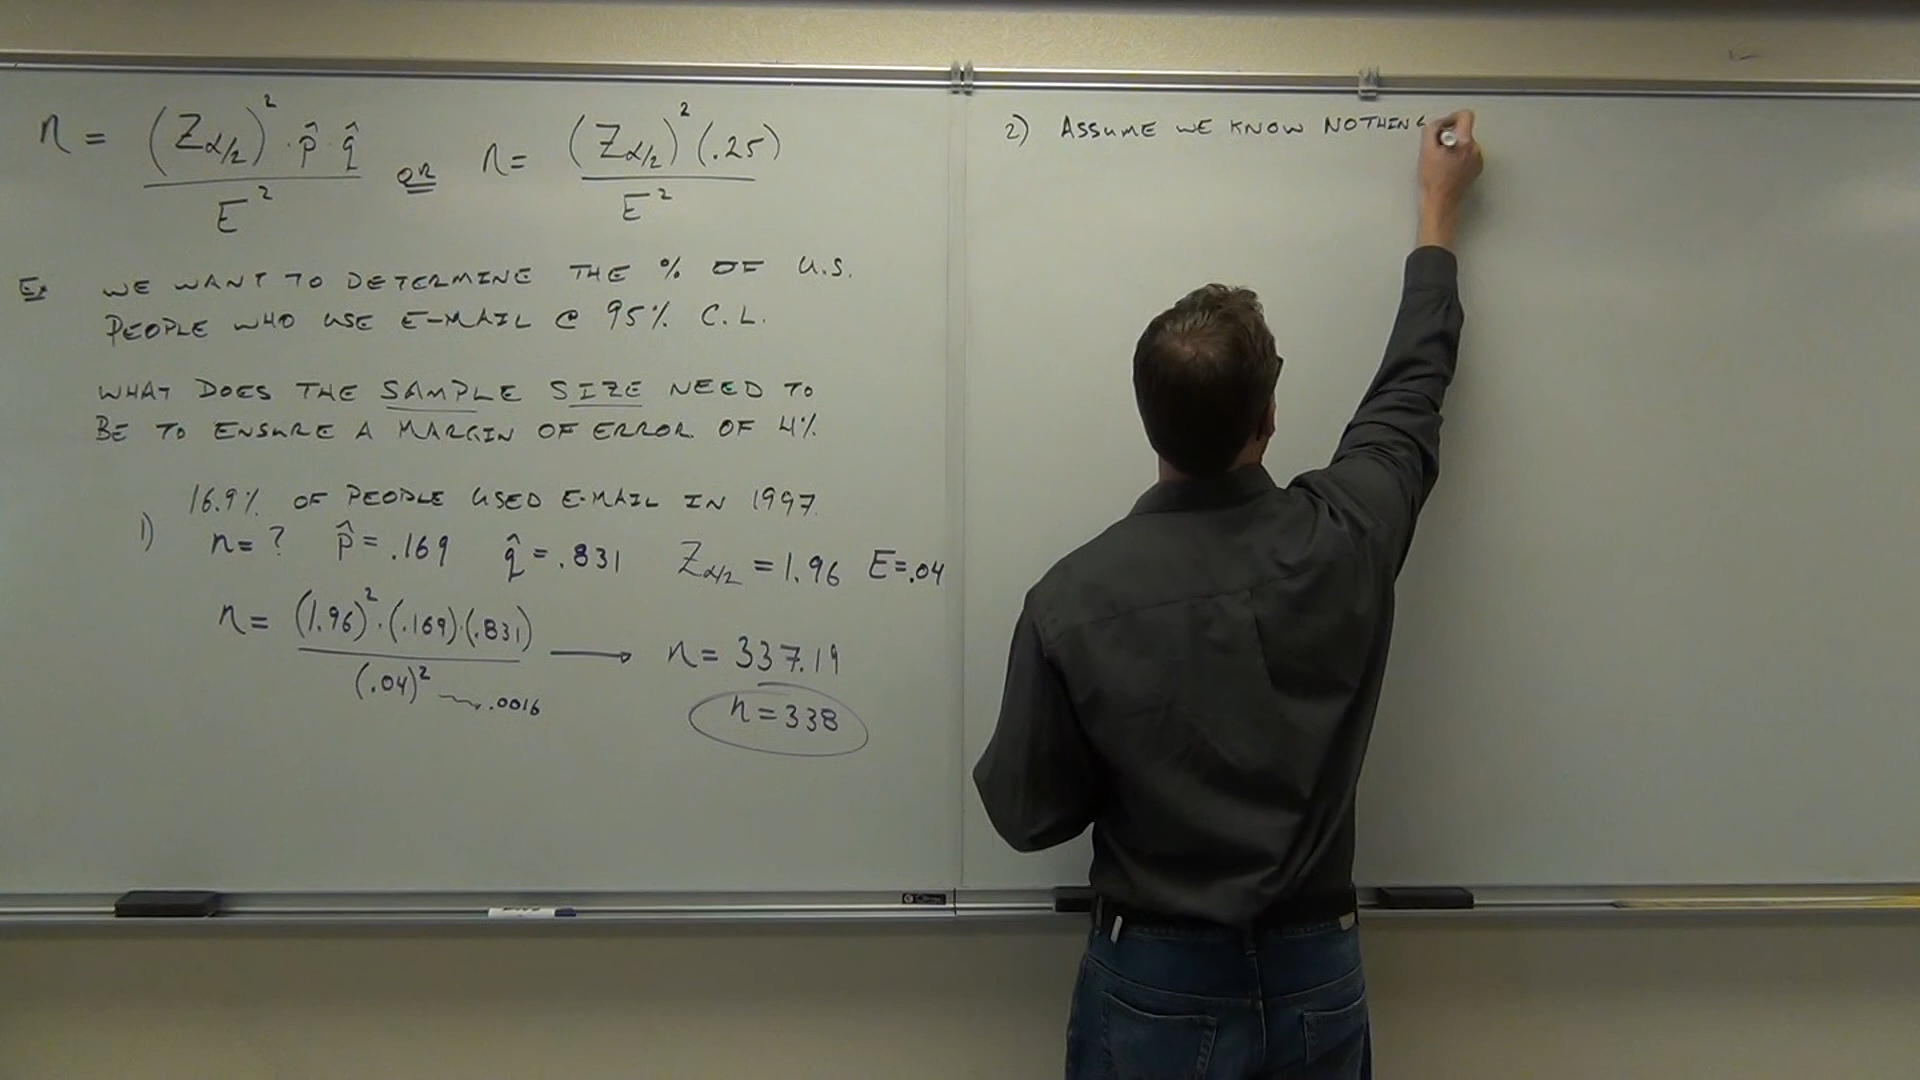 n = (Zα/2)² · p̂ · q̂ / E² OR n = (Zα/2)² (.25) / E²
Ex WE WANT TO DETERMINE THE % OF U.S.
PEOPLE WHO USE E-MAIL @ 95% C.L.
WHAT DOES THE SAMPLE SIZE NEED TO
BE TO ENSURE A MARGIN OF ERROR OF 4%
16.9% OF PEOPLE USED E-MAIL IN 1997.
1) n = ? p̂ = .169 q̂ = .831 Zα/2 = 1.96 E = .04
n = (1.96)² · (.169) · (.831) / (.04)² → .0016 → n = 337.19
n = 338
2) ASSUME WE KNOW NOTHING